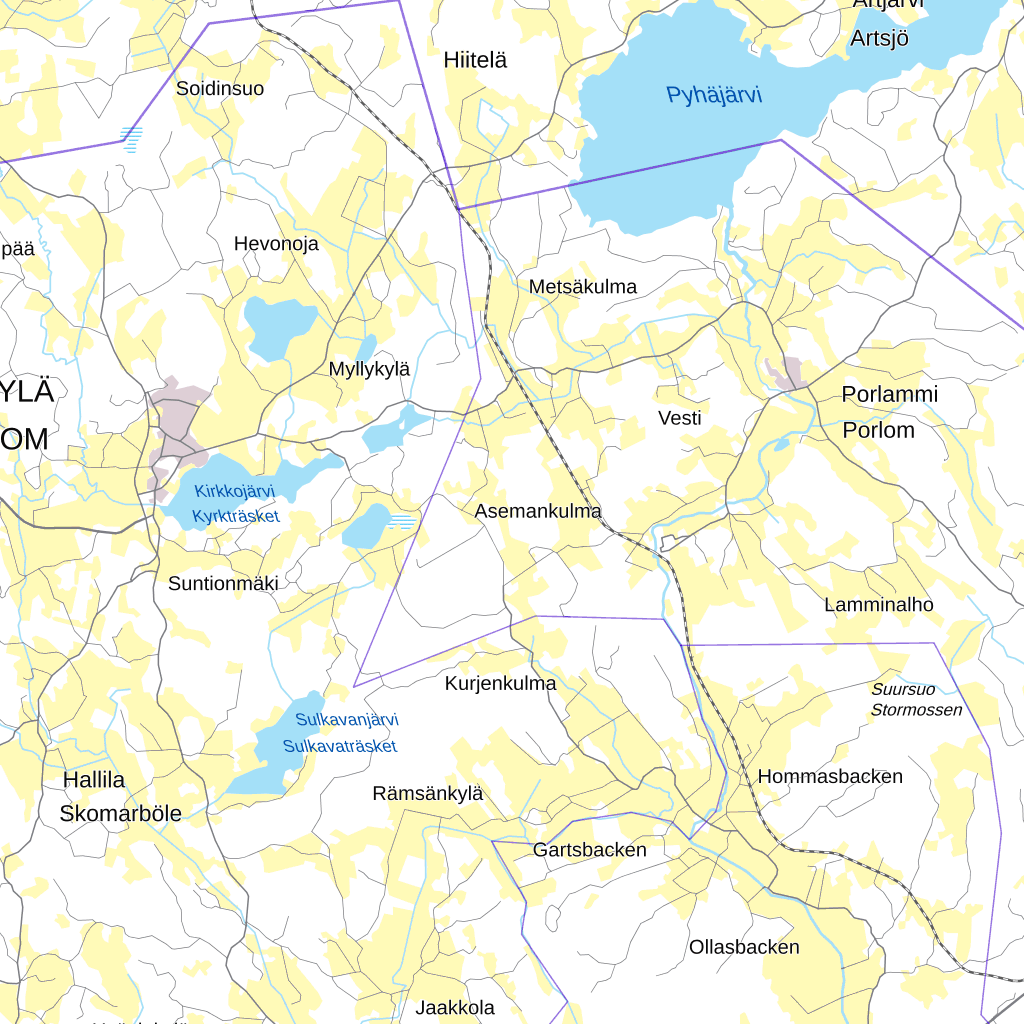 Artjärvi
Artsjö
Hiitelä
Soidinsuo
Pyhäjärvi
pää
Hevonoja
Metsäkulma
Myllykylä
YLÄ
OM
Porlammi
Porlom
Vesti
Kirkkojärvi
Kyrkträsket
Asemankulma
Suntionmäki
Lamminalho
Kurjenkulma
Suursuo
Stormossen
Sulkavanjärvi
Sulkavaträsket
Hallila
Skomarböle
Rämsänkylä
Hommasbacken
Gartsbacken
Ollasbacken
Jaakkola